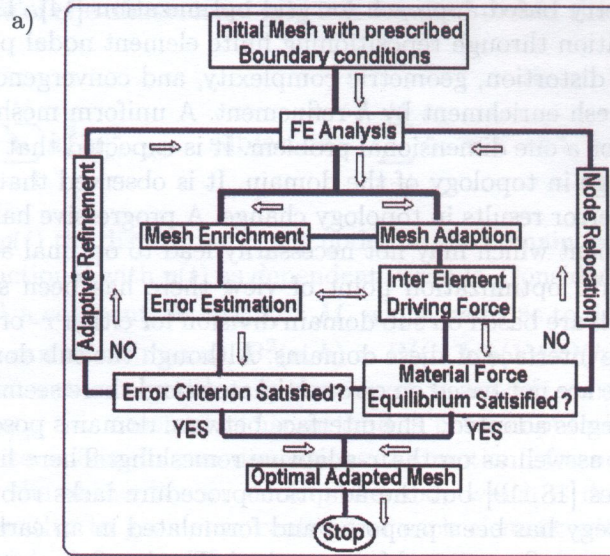 a)
Initial Mesh with prescribed
Boundary conditions
FE Analysis
Adaptive Refinement
Node Relocation
Mesh Enrichment
Mesh Adaption
Error Estimation
Inter Element
Driving Force
NO
NO
Error Criterion Satisfied?
Material Force
Equilibrium Satisified ?
YES
YES
Optimal Adapted Mesh
Stop